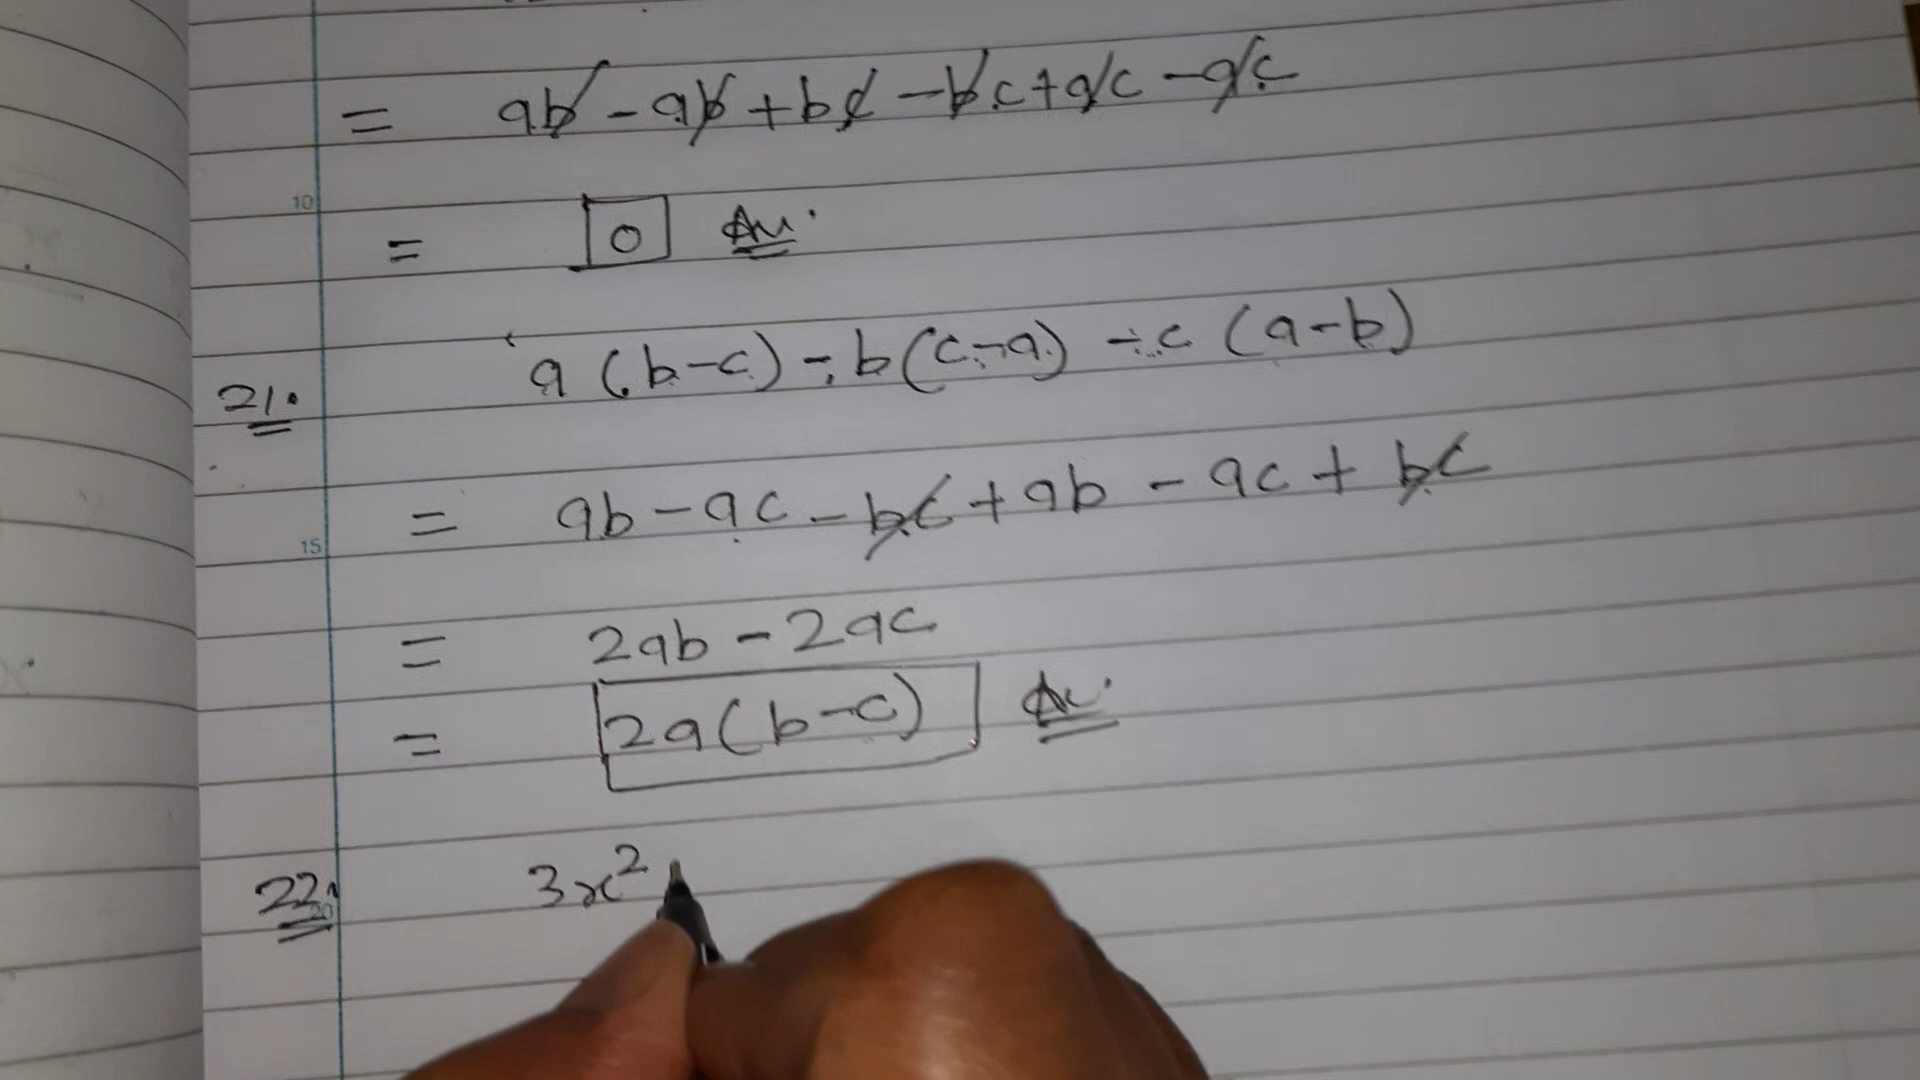 = ab - ab + bc - bc + ac - ac
10
= 0 Ans.
21. a (b-c) - b (c-a) - c (a-b)
= ab - ac - bc + ab - ac + bc
15
= 2ab - 2ac
= 2a (b-c) Ans.
22. 3x²
20